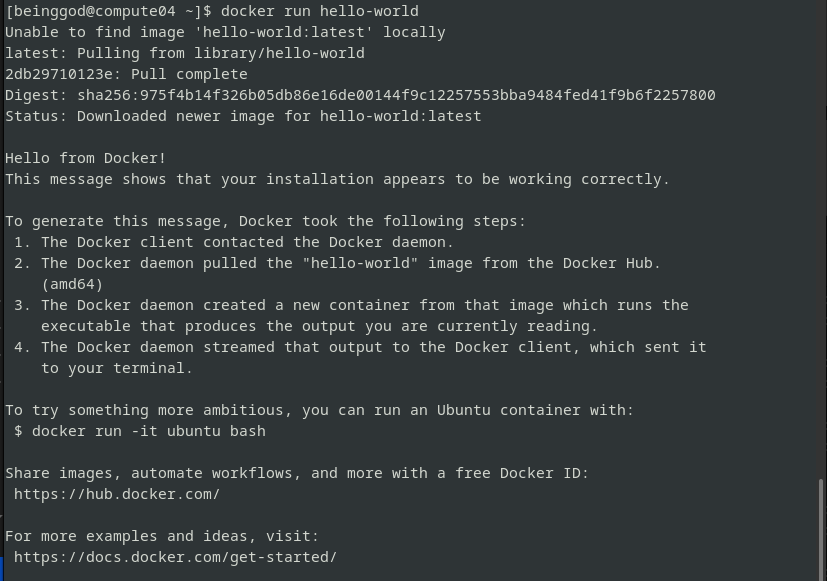 [beinggod@compute04 ~]$ docker run hello-world
Unable to find image 'hello-world:latest' locally
latest: Pulling from library/hello-world
2db29710123e: Pull complete
Digest: sha256:975f4b14f326b05db86e16de00144f9c12257553bba9484fed41f9b6f2257800
Status: Downloaded newer image for hello-world:latest

Hello from Docker!
This message shows that your installation appears to be working correctly.

To generate this message, Docker took the following steps:
 1. The Docker client contacted the Docker daemon.
 2. The Docker daemon pulled the "hello-world" image from the Docker Hub.
    (amd64)
 3. The Docker daemon created a new container from that image which runs the
    executable that produces the output you are currently reading.
 4. The Docker daemon streamed that output to the Docker client, which sent it
    to your terminal.

To try something more ambitious, you can run an Ubuntu container with:
 $ docker run -it ubuntu bash

Share images, automate workflows, and more with a free Docker ID:
 https://hub.docker.com/

For more examples and ideas, visit:
 https://docs.docker.com/get-started/